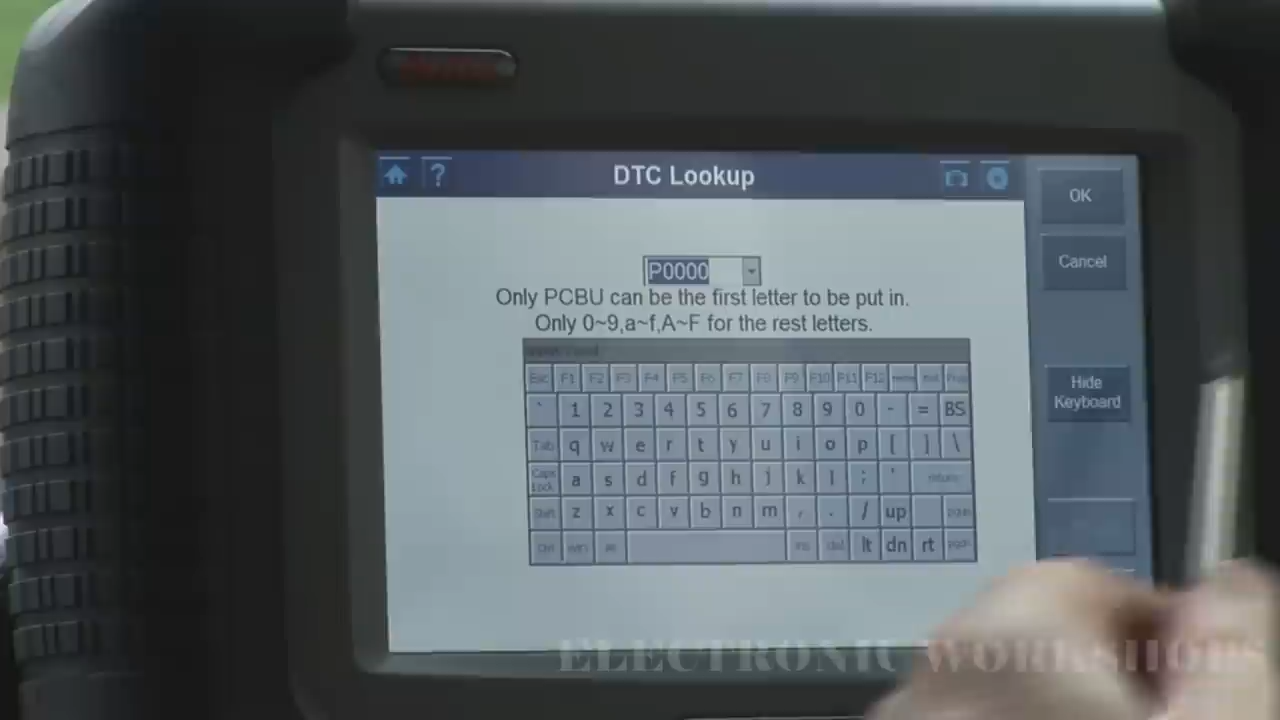 DTC Lookup
OK
Cancel
P0000
Only PCBU can be the first letter to be put in.
Only 0~9,a~f,A~F for the rest letters.
Hide
Keyboard
Esc F1 F2 F3 F4 F5 F6 F7 F8 F9 F10 F11 F12
` 1 2 3 4 5 6 7 8 9 0 - = BS
Tab q w e r t y u i o p [ ] \
Caps Lock a s d f g h j k l ; ' return
Shift z x c v b n m , . / up
lt dn rt
ELECTRONIC WORKSHOPS